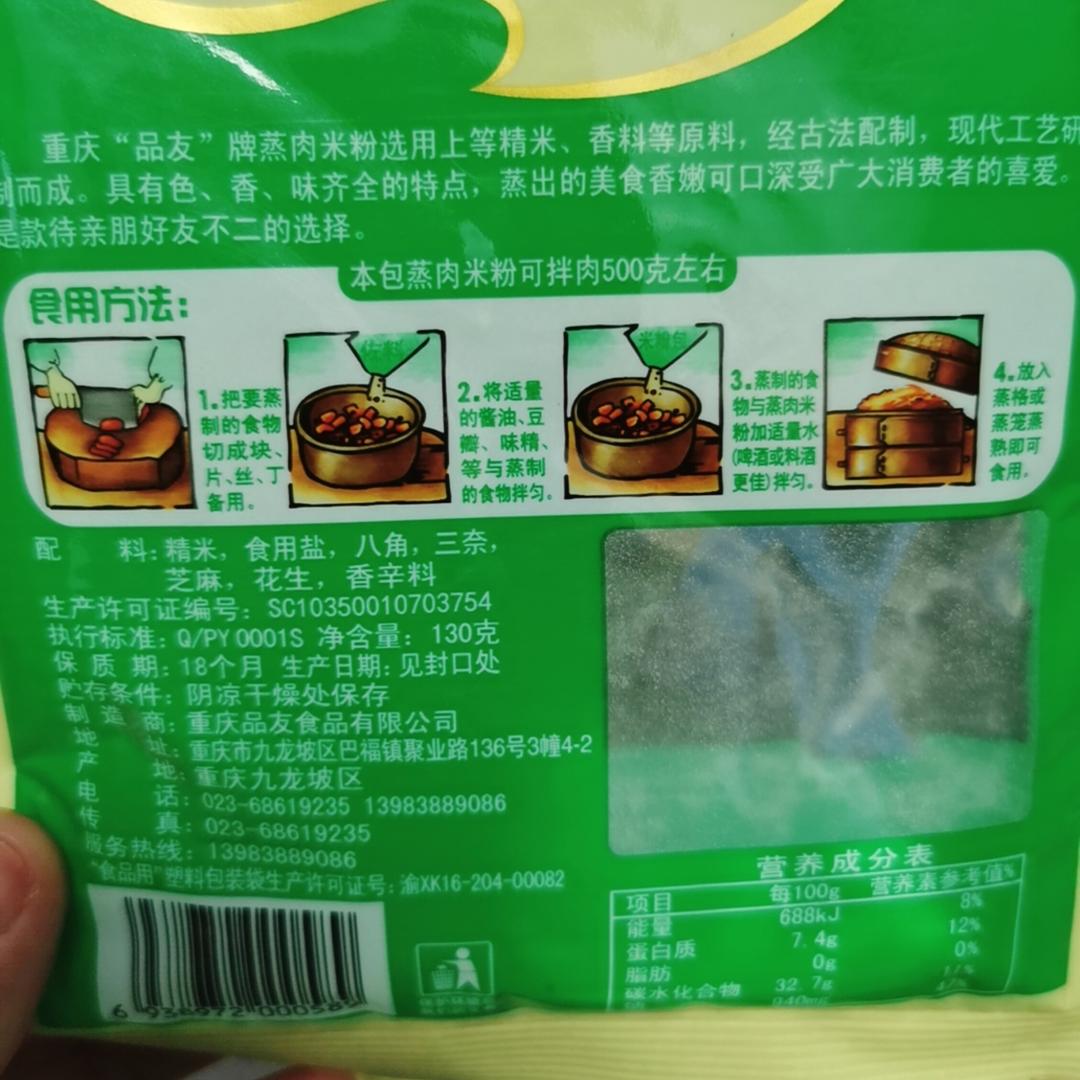 重庆“品友”牌蒸肉米粉选用上等精米、香料等原料，经古法配制，现代工艺研
制而成。具有色、香、味齐全的特点，蒸出的美食香嫩可口深受广大消费者的喜爱。
是款待亲朋好友不二的选择。
本包蒸肉米粉可拌肉500克左右
食用方法：
佐料
米粉包
1.把要蒸
制的食物
切成块、
片、丝、丁
备用。
2.将适量
的酱油、豆
瓣、味精、
等与蒸制
的食物拌匀。
3.蒸制的食
物与蒸肉米
粉加适量水
(啤酒或料酒
更佳)拌匀。
4.放入
蒸格或
蒸笼蒸
熟即可
食用。
配 料：精米，食用盐，八角，三奈，
芝麻，花生，香辛料
生产许可证编号：SC10350010703754
执行标准：Q/PY0001S 净含量：130克
保质期：18个月 生产日期：见封口处
贮存条件：阴凉干燥处保存
制造商：重庆品友食品有限公司
地 址：重庆市九龙坡区巴福镇聚业路136号3幢4-2
产 地：重庆九龙坡区
电 话：023-68619235 13983889086
传 真：023-68619235
服务热线：13983889086
“食品用”塑料包装袋生产许可证号：渝XK16-204-00082
营养成分表
项目 每100g 营养素参考值%
能量 688kJ 8%
蛋白质 7.4g 12%
脂肪 0g 0%
碳水化合物 32.7g